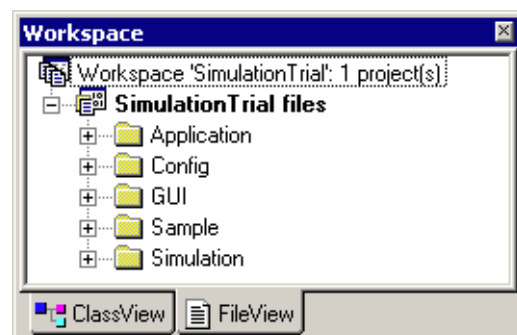 Workspace
Workspace 'SimulationTrial': 1 project(s)
SimulationTrial files
Application
Config
GUI
Sample
Simulation
ClassView FileView